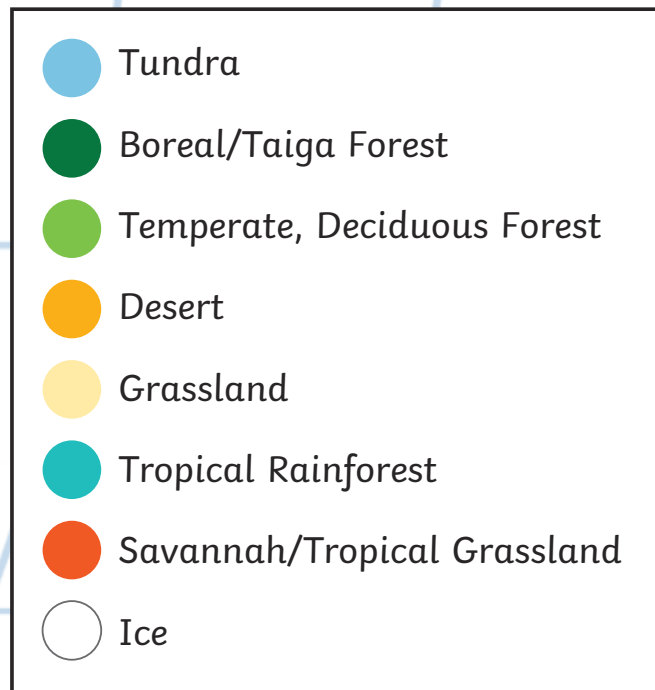 Tundra
Boreal/Taiga Forest
Temperate, Deciduous Forest
Desert
Grassland
Tropical Rainforest
Savannah/Tropical Grassland
Ice